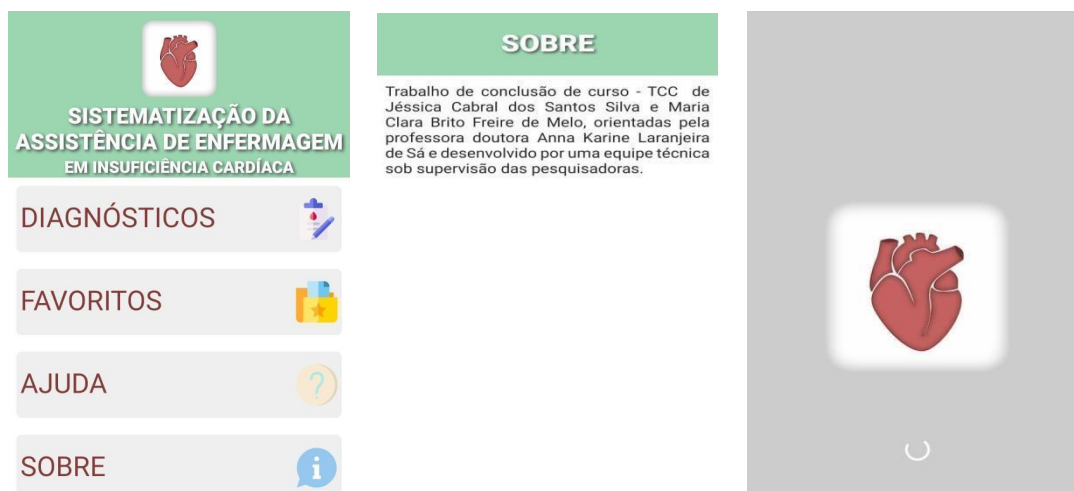 SISTEMATIZAÇÃO DA
ASSISTÊNCIA DE ENFERMAGEM
EM INSUFICIÊNCIA CARDÍACA
DIAGNÓSTICOS
FAVORITOS
AJUDA
?
SOBRE
i
SOBRE
Trabalho de conclusão de curso - TCC de
Jéssica Cabral dos Santos Silva e Maria
Clara Brito Freire de Melo, orientadas pela
professora doutora Anna Karine Laranjeira
de Sá e desenvolvido por uma equipe técnica
sob supervisão das pesquisadoras.